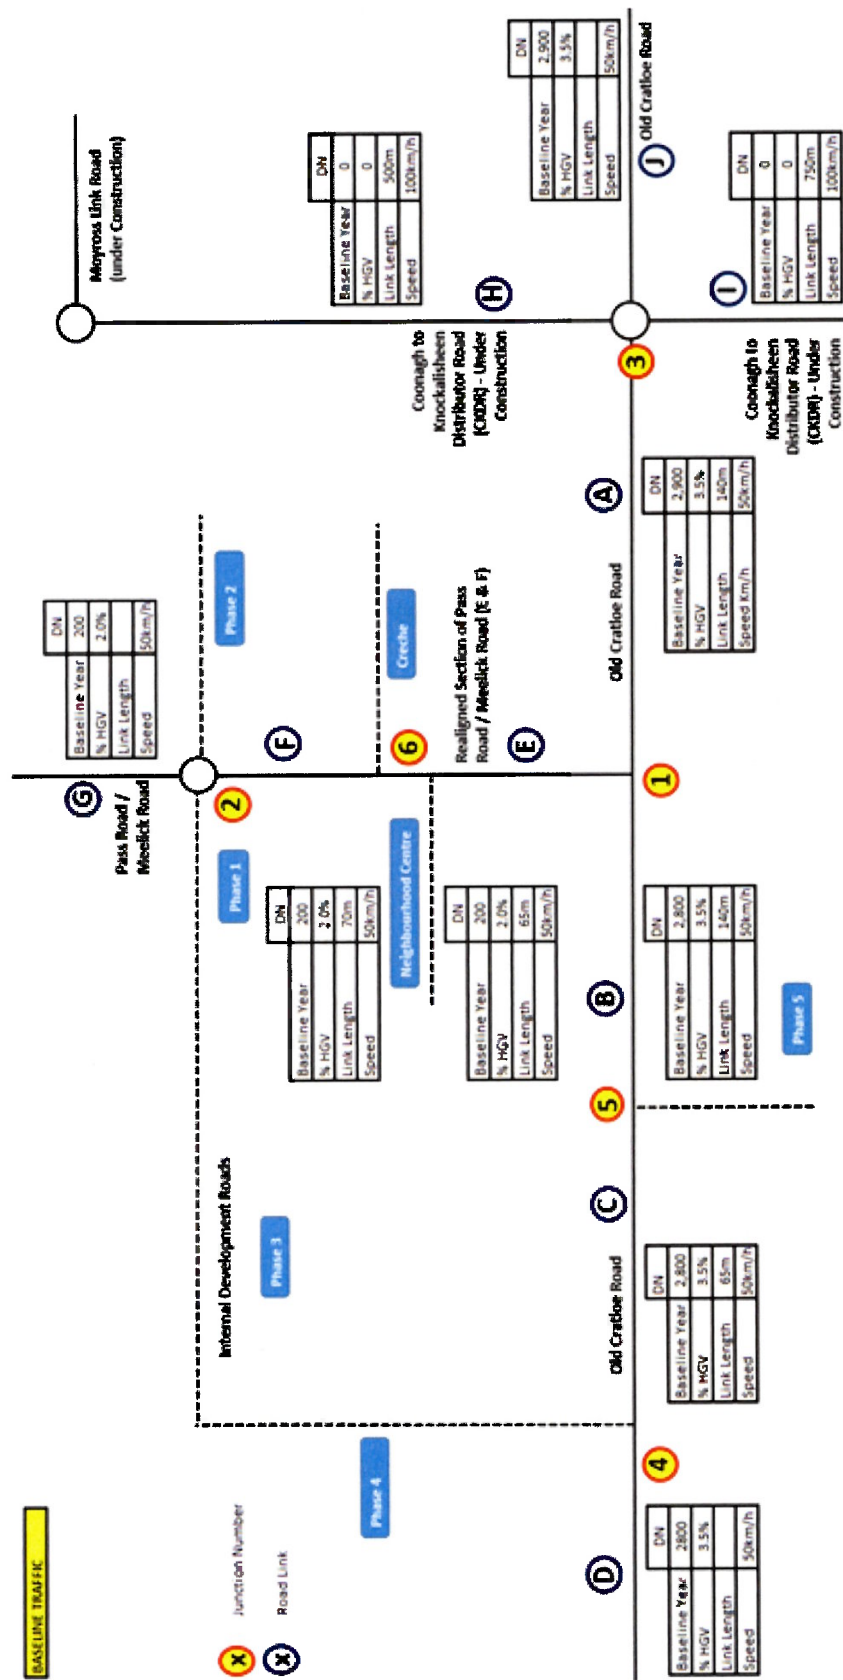 BASELINE TRAFFIC
X Junction Number
X Road Link
Phase 4
Internal Development Roads
Phase 3
Phase 1
2
G
Pass Road /
Meelick Road
DN
Baseline Year 200
% HGV 2.0%
Link Length
Speed 50km/h
Phase 2
F
Creche
6
Realigned Section of Pass
Road / Meelick Road (E & F)
E
DN
Baseline Year 200
% HGV 2.0%
Link Length 70m
Speed 50km/h
Neighbourhood Centre
DN
Baseline Year 200
% HGV 2.0%
Link Length 65m
Speed 50km/h
Moyross Link Road
(under Construction)
DN
Baseline Year 0
% HGV 0
Link Length 500m
Speed 100km/h
H
Coonagh to
Knockalisheen
Distributor Road
(CKDR) - Under
Construction
DN
Baseline Year 2,900
% HGV 3.5%
Link Length
Speed 50km/h
D
4
Old Cratloe Road
C
5
B
1
Old Cratloe Road
A
3
J
Old Cratloe Road
DN
Baseline Year 2800
% HGV 3.5%
Link Length
Speed 50km/h
DN
Baseline Year 2,800
% HGV 3.5%
Link Length 65m
Speed 50km/h
DN
Baseline Year 2,800
% HGV 3.5%
Link Length 140m
Speed 50km/h
Phase 5
DN
Baseline Year 2,900
% HGV 3.5%
Link Length 140m
Speed Km/h 50km/h
Coonagh to
Knockalisheen
Distributor Road
(CKDR) - Under
Construction
I
DN
Baseline Year 0
% HGV 0
Link Length 750m
Speed 100km/h